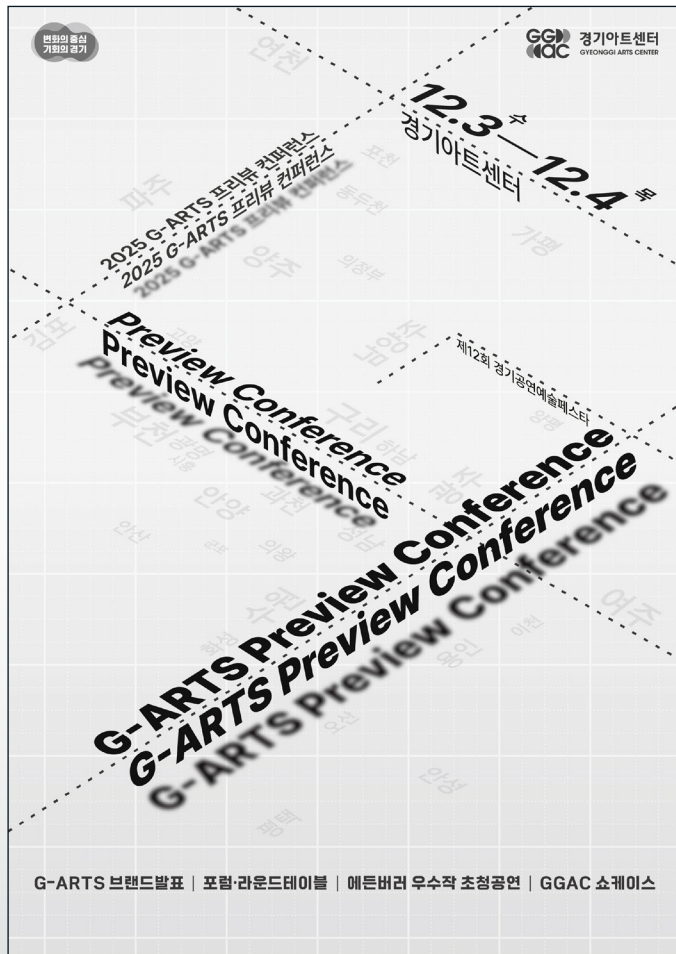 변화의 중심
기회의 경기
GGAC
경기아트센터
GYEONGGI ARTS CENTER
연천
12.3 수 — 12.4 목
경기아트센터
2025 G-ARTS 프리뷰 컨퍼런스
2025 G-ARTS 프리뷰 컨퍼런스
2025 G-ARTS 프리뷰 컨퍼런스
포천
파주
동두천
가평
양주
의정부
김포
고양
남양주
Preview Conference
Preview Conference
Preview Conference
제12회 경기공연예술페스타
양평
구리
하남
부천
광명
서울
광주
안양
과천
성남
안산
군포
의왕
G-ARTS Preview Conference
G-ARTS Preview Conference
G-ARTS Preview Conference
수원
여주
화성
이천
용인
오산
안성
평택
G-ARTS 브랜드발표 | 포럼·라운드테이블 | 에든버러 우수작 초청공연 | GGAC 쇼케이스